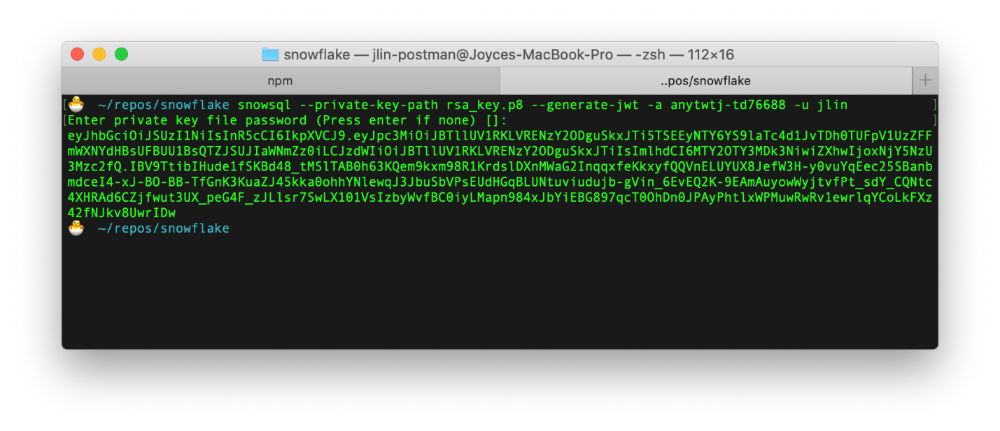 snowflake — jlin-postman@Joyces-MacBook-Pro — -zsh — 112×16
npm
..pos/snowflake
~/repos/snowflake snowsql --private-key-path rsa_key.p8 --generate-jwt -a anytwtj-td76688 -u jlin
Enter private key file password (Press enter if none) []:
eyJhbGciOiJSUzI1NiIsInR5cCI6IkpXVCJ9.eyJpc3MiOiJBTllUV1RKLVRENzY2ODguSkxJTi5TSEEyNTY6YS9laTc4d1JvTDh0TUFpV1UzZFF
mWXNYdHBsUFBUU1BsQTZJSUJIaWNmZz0iLCJzdWIiOiJBTllUV1RKLVRENzY2ODguSkxJTiIsImlhdCI6MTY2OTY3MDk3NiwiZXhwIjoxNjY5NzU
3Mzc2fQ.IBV9TtibIHude1fSKBd48_tMSlTAB0h63KQem9kxm98R1KrdslDXnMWaG2InqqxfeKkxyfQQVnELUYUX8JefW3H-y0vuYqEec25SBanb
mdceI4-xJ-BO-BB-TfGnK3KuaZJ45kka0ohhYNlewqJ3JbuSbVPsEUdHGqBLUNtuviudujb-gVin_6EvEQ2K-9EAmAuyowWyjtvfPt_sdY_CQNtc
4XHRAd6CZjfwut3UX_peG4F_zJLlsr7SwLX101VsIzbyWvfBC0iyLMapn984xJbYiEBG897qcT0OhDn0JPAyPhtlxWPMuwRwRv1ewrlqYCoLkFXz
42fNJkv8UwrIDw
~/repos/snowflake